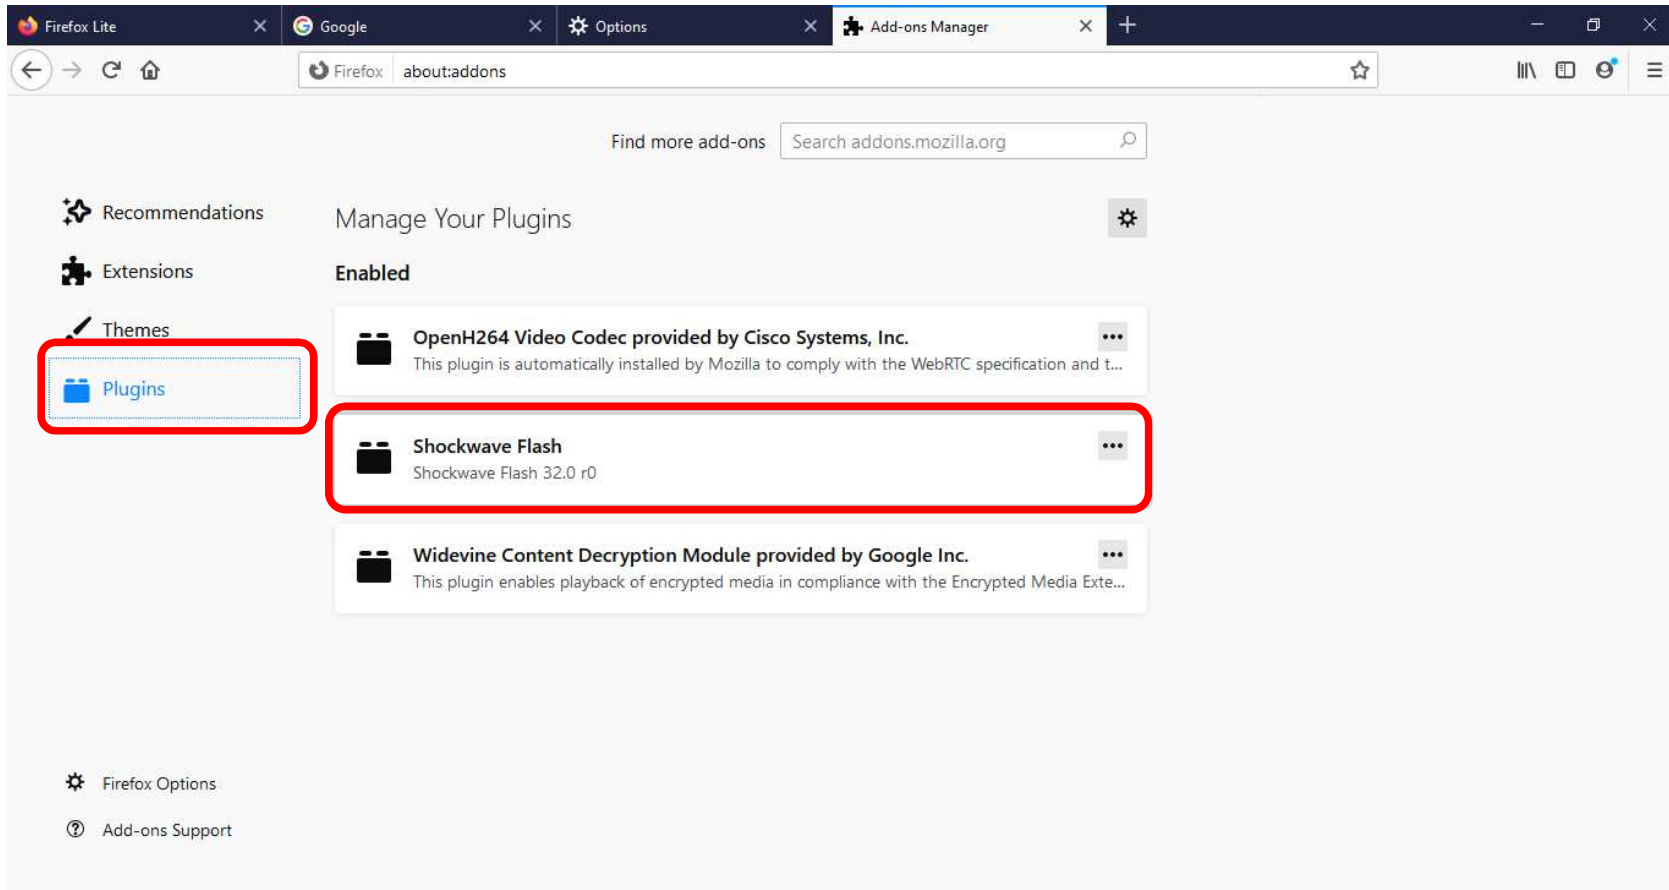 Firefox Lite
Google
Options
Add-ons Manager
Firefox about:addons
Find more add-ons Search addons.mozilla.org
Recommendations
Extensions
Themes
Plugins
Manage Your Plugins
Enabled
OpenH264 Video Codec provided by Cisco Systems, Inc.
This plugin is automatically installed by Mozilla to comply with the WebRTC specification and t...
Shockwave Flash
Shockwave Flash 32.0 r0
Widevine Content Decryption Module provided by Google Inc.
This plugin enables playback of encrypted media in compliance with the Encrypted Media Exte...
Firefox Options
Add-ons Support